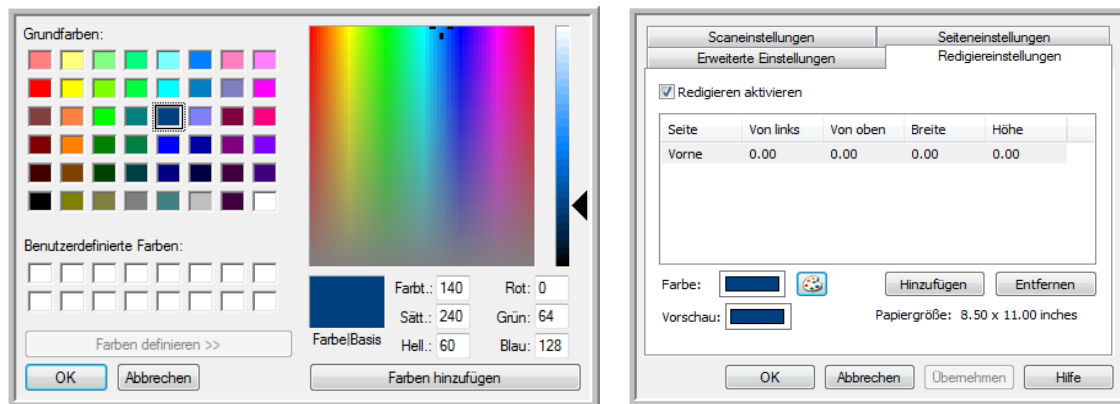 Grundfarben:
Benutzerdefinierte Farben:
Farben definieren >>
OK
Abbrechen
Farbe|Basis
Farbt.: 140
Sätt.: 240
Hell.: 60
Rot: 0
Grün: 64
Blau: 128
Farben hinzufügen
Scaneinstellungen
Seiteneinstellungen
Erweiterte Einstellungen
Redigiereinstellungen
Redigieren aktivieren
Seite Von links Von oben Breite Höhe
Vorne 0.00 0.00 0.00 0.00
Farbe:
Hinzufügen
Entfernen
Vorschau:
Papiergröße: 8.50 x 11.00 inches
OK
Abbrechen
Übernehmen
Hilfe